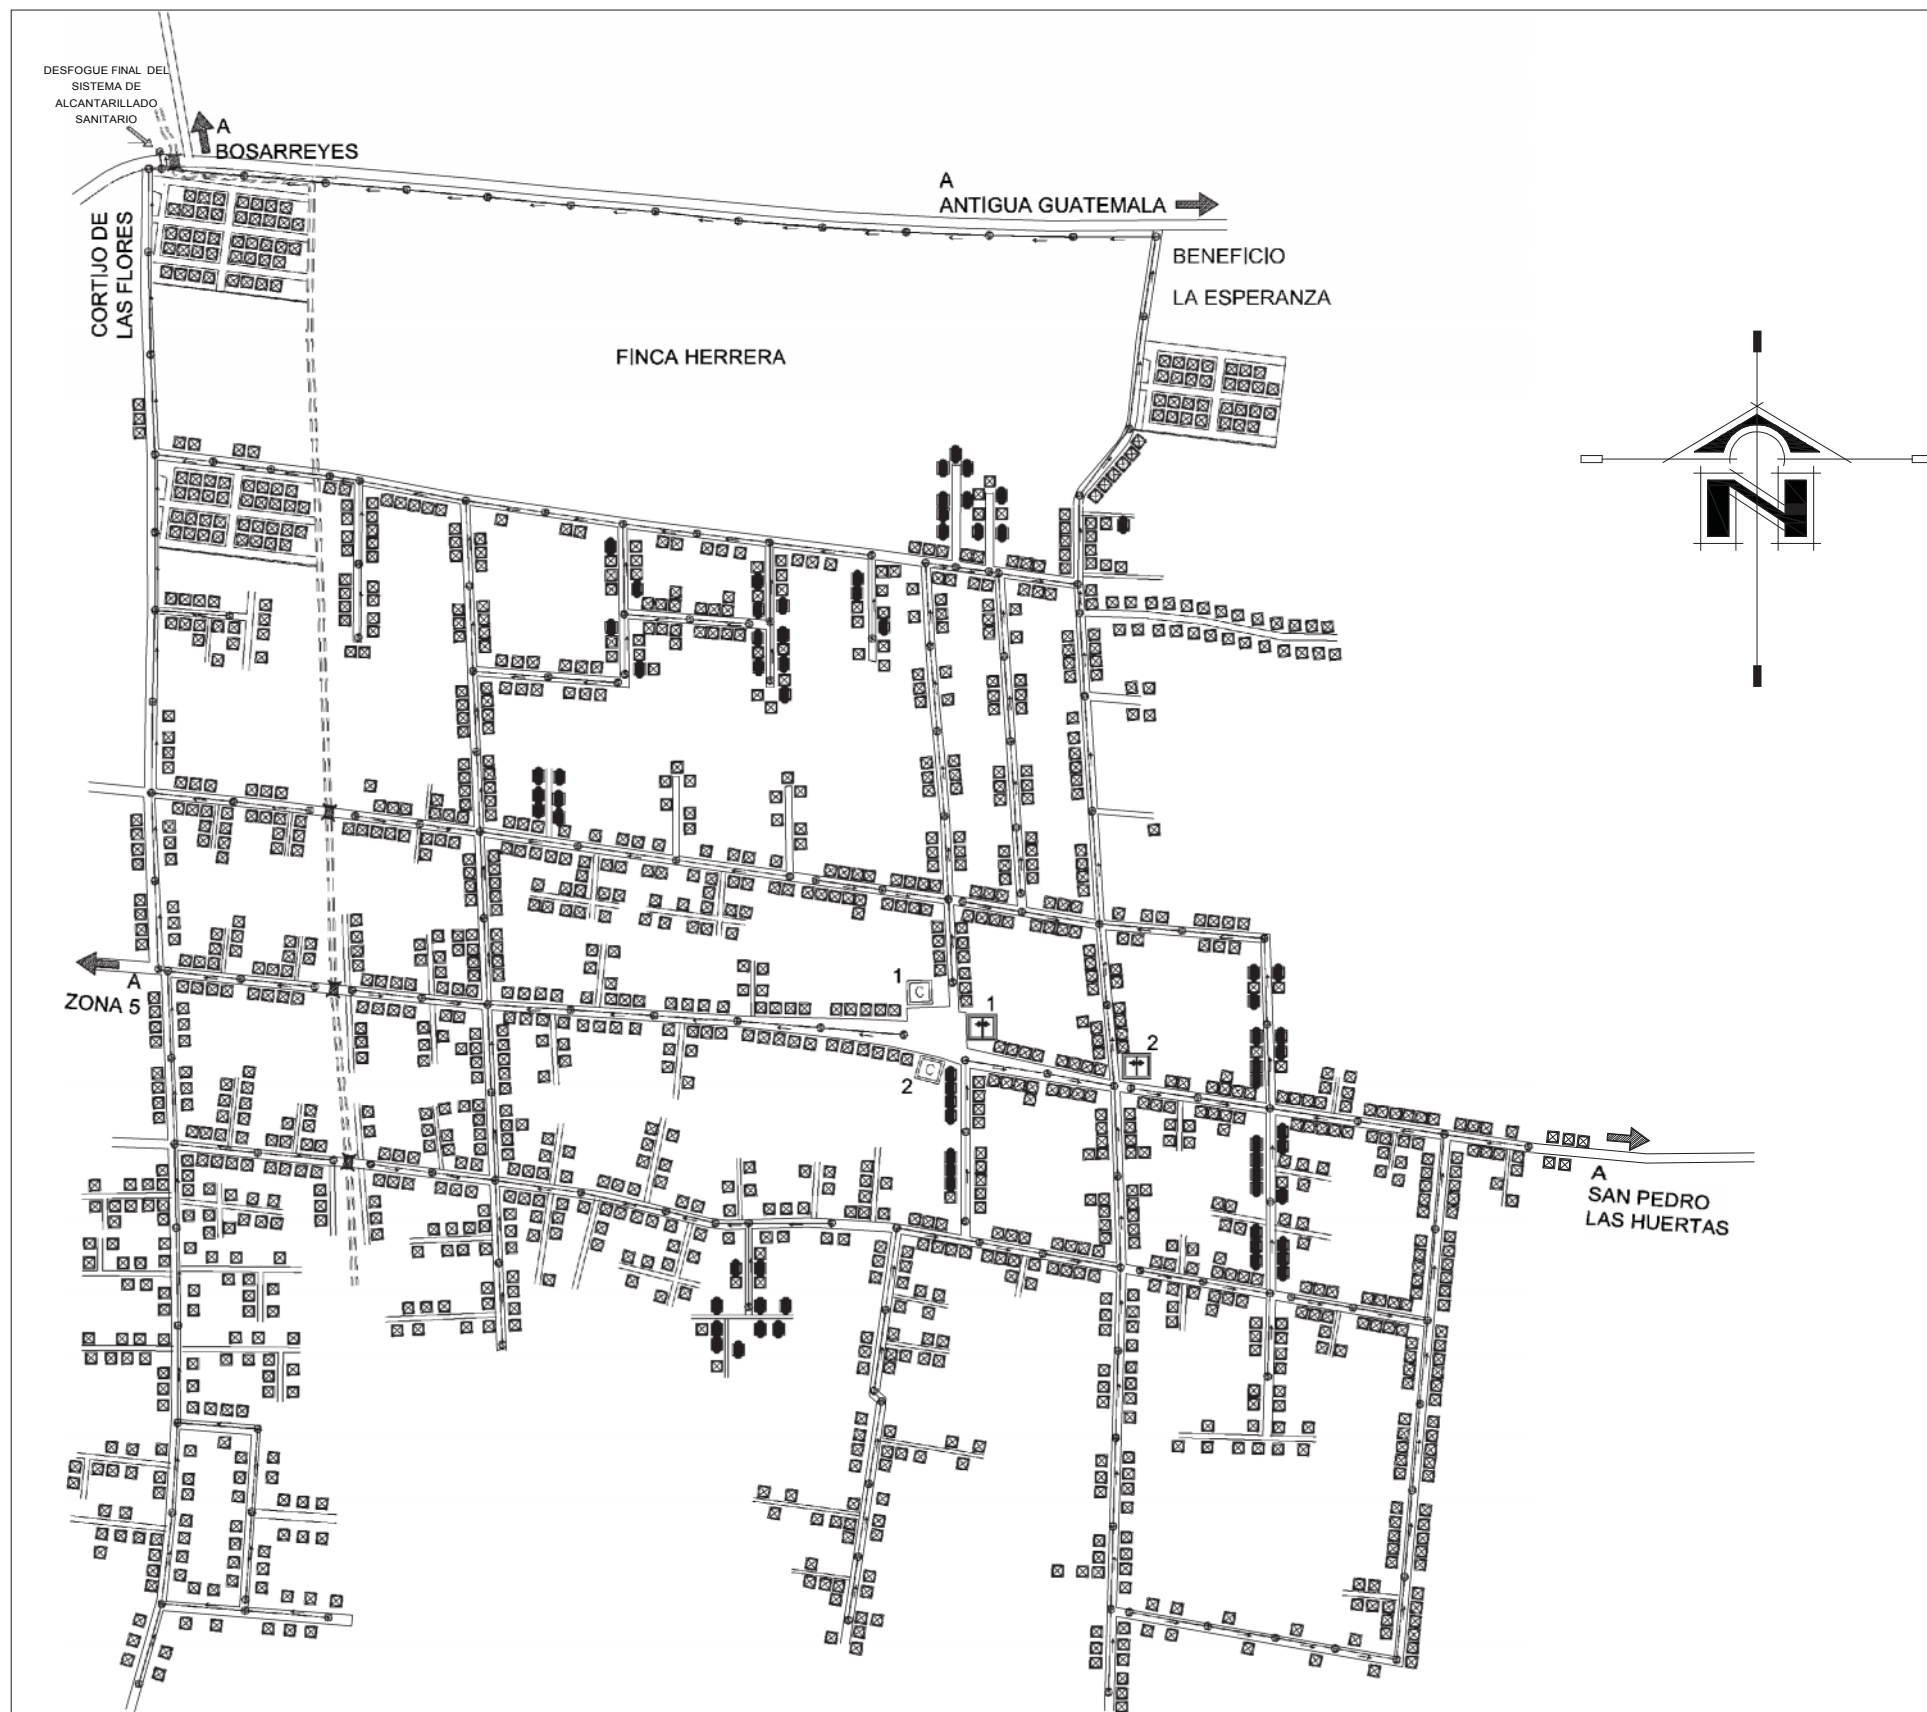 DESFOGUE FINAL DEL
SISTEMA DE
ALCANTARILLADO
SANITARIO
A
BOSARREYES
A
ANTIGUA GUATEMALA
CORTIJO DE
LAS FLORES
BENEFICIO
LA ESPERANZA
FINCA HERRERA
N
A
ZONA 5
1
C
1
2
C
2
A
SAN PEDRO
LAS HUERTAS